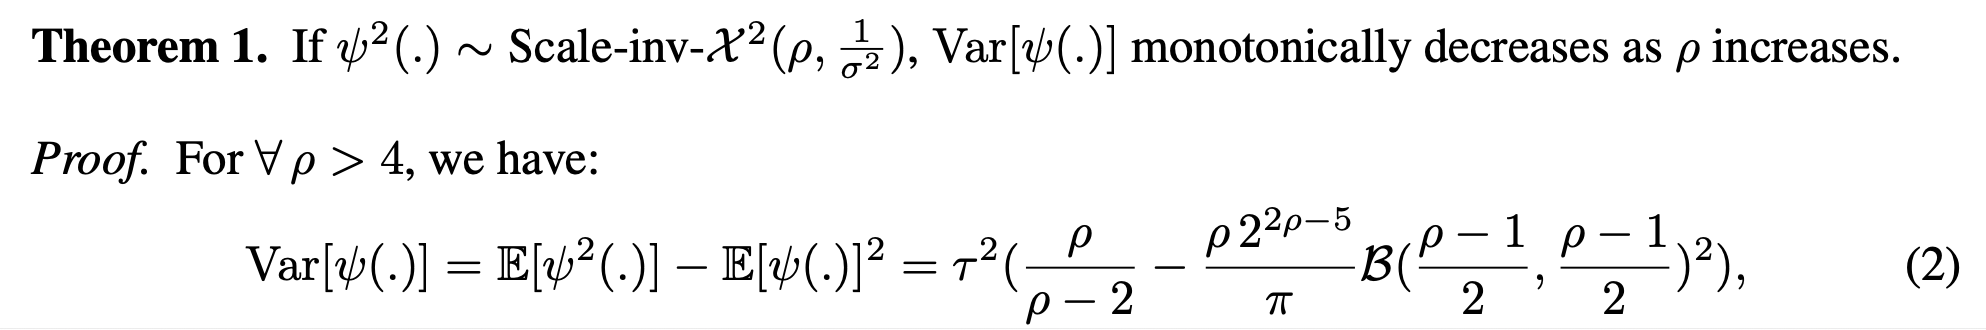 Theorem 1. If ψ²(.) ∼ Scale-inv-𝒳²(ρ, 1/σ²), Var[ψ(.)] monotonically decreases as ρ increases.
Proof. For ∀ ρ > 4, we have:
Var[ψ(.)] = 𝔼[ψ²(.)] − 𝔼[ψ(.)]² = τ²(ρ/(ρ − 2) − (ρ 2^{2ρ−5})/π ℬ((ρ − 1)/2, (ρ − 1)/2)²), (2)